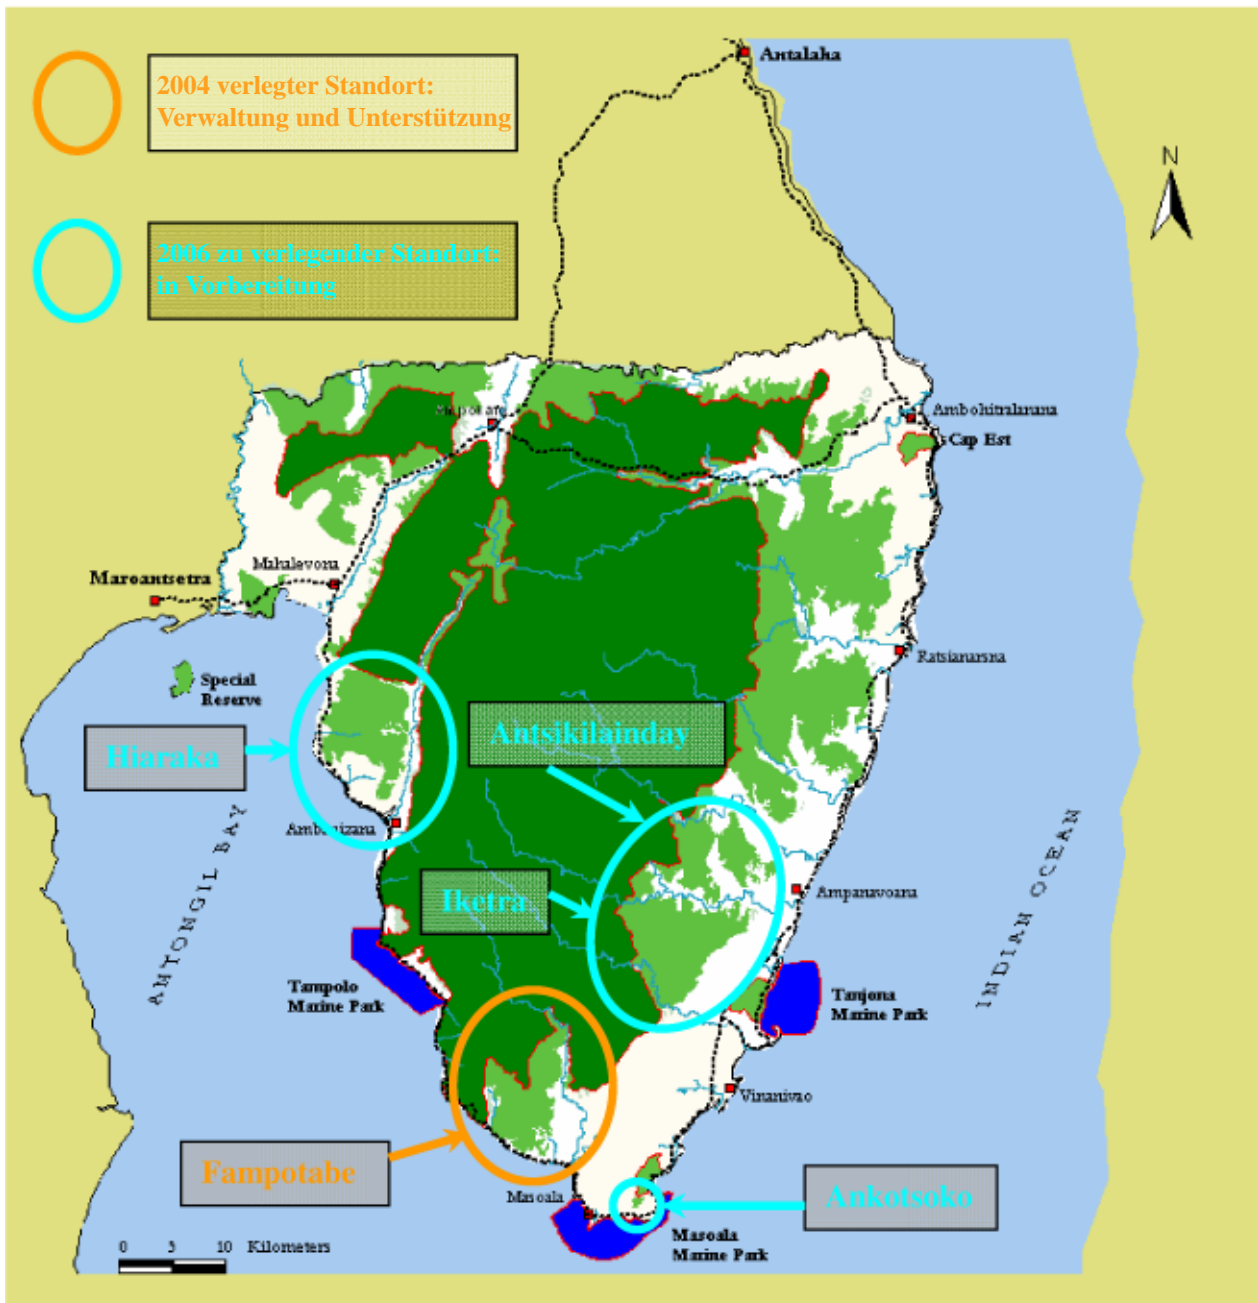 Antalaha
2004 verlegter Standort:
Verwaltung und Unterstützung
N
2006 zu verlegender Standort:
in Vorbereitung
Cap Est
Mahalevona
Maroantsetra
Special
Reserve
Antsikilainday
Hiaraka
ANTONGIL BAY
INDIAN OCEAN
Ampanavoana
Iketra
Tampolo
Marine Park
Tanjona
Marine Park
Vinanivao
Fampotabe
Masoala
Ankotsoko
Masoala
Marine Park
0 5 10 Kilometers